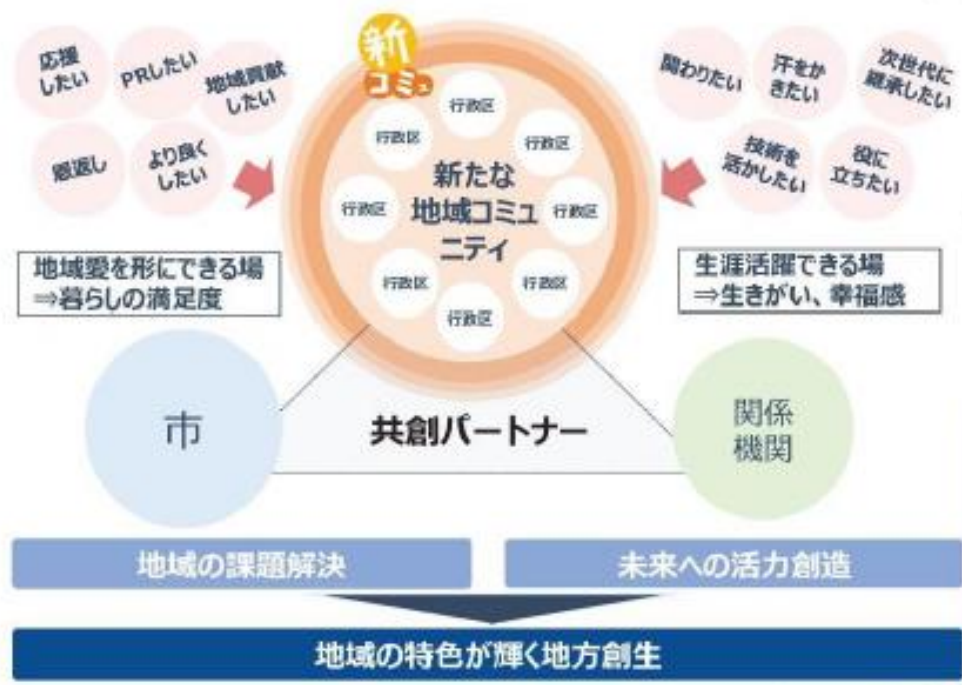 応援
したい
PRしたい
地域貢献
したい
恩返し
より良く
したい
新
コミュ
関わりたい
汗をか
きたい
次世代に
継承したい
技術を
活かしたい
役に
立ちたい
行政区
行政区
行政区
行政区
行政区
行政区
行政区
行政区
新たな
地域コミュ
ニティ
地域愛を形にできる場
⇒暮らしの満足度
生涯活躍できる場
⇒生きがい、幸福感
市
共創パートナー
関係
機関
地域の課題解決
未来への活力創造
地域の特色が輝く地方創生